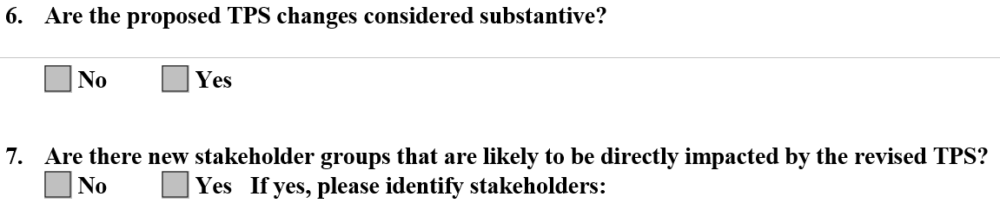 6. Are the proposed TPS changes considered substantive?
No Yes
7. Are there new stakeholder groups that are likely to be directly impacted by the revised TPS?
No Yes If yes, please identify stakeholders: